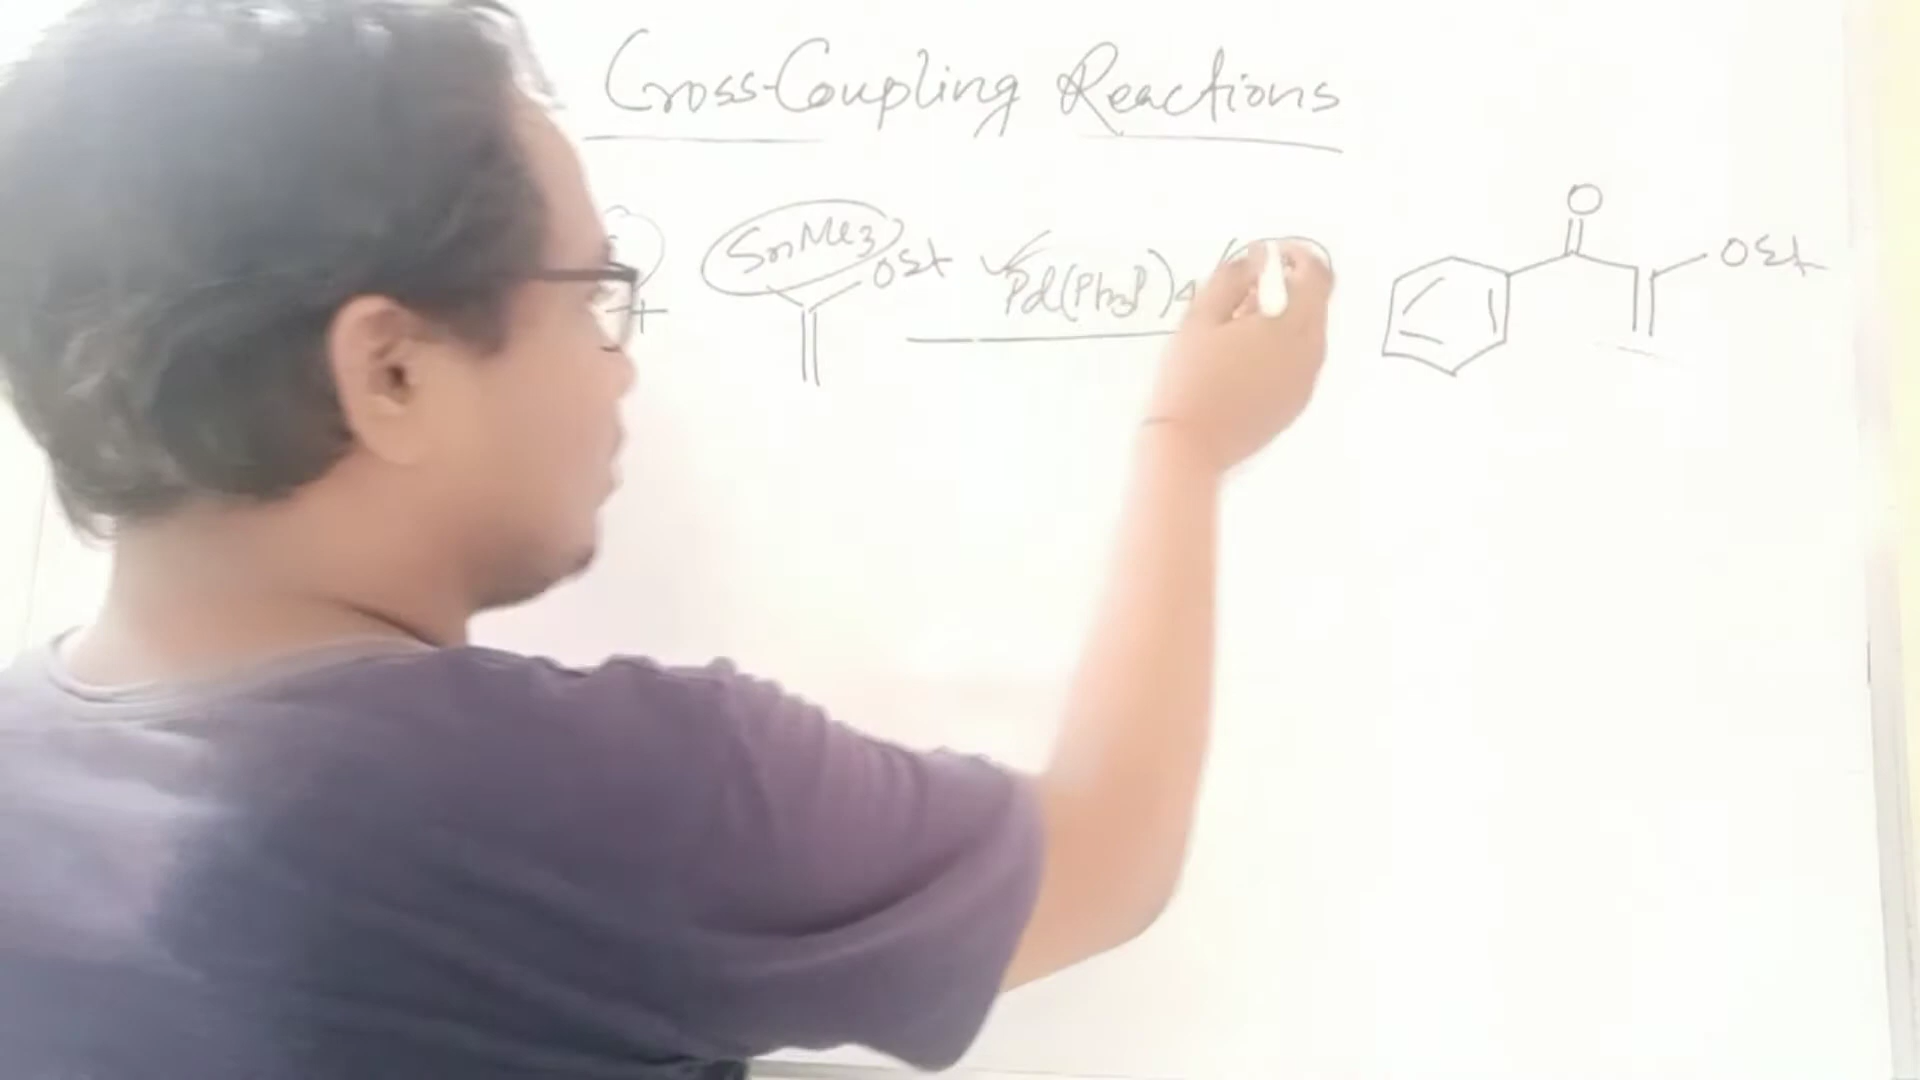 Cross-Coupling Reactions
O
SnMe3 OEt Pd(Ph3P)4 OEt
+